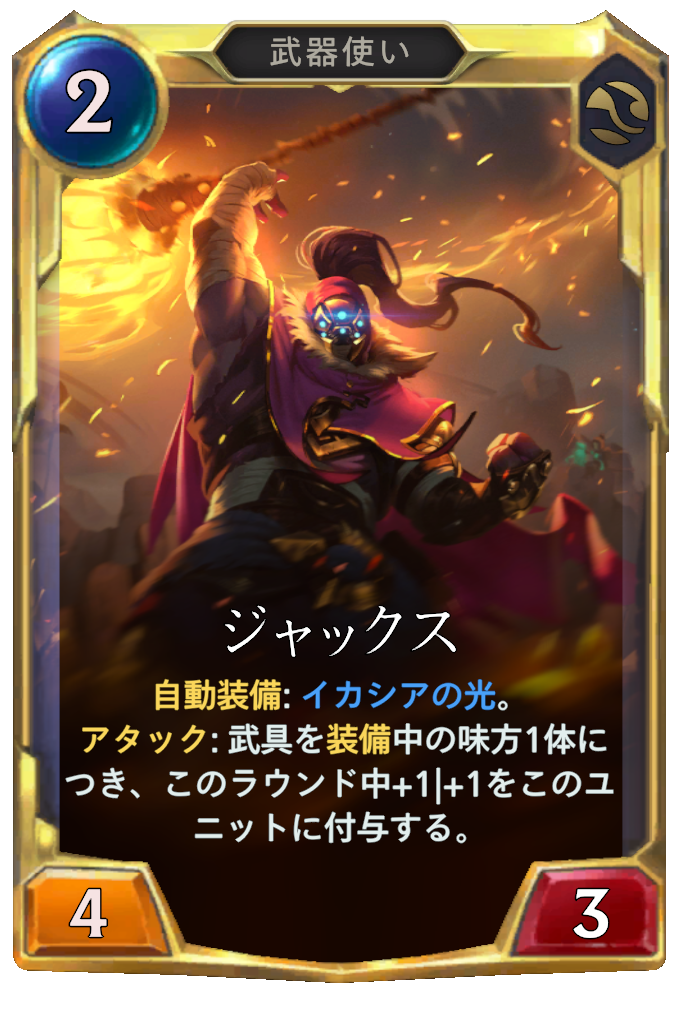 武器使い
2
ジャックス
自動装備: イカシアの光。
アタック: 武具を装備中の味方1体に
つき、このラウンド中+1|+1をこのユ
ニットに付与する。
4
3